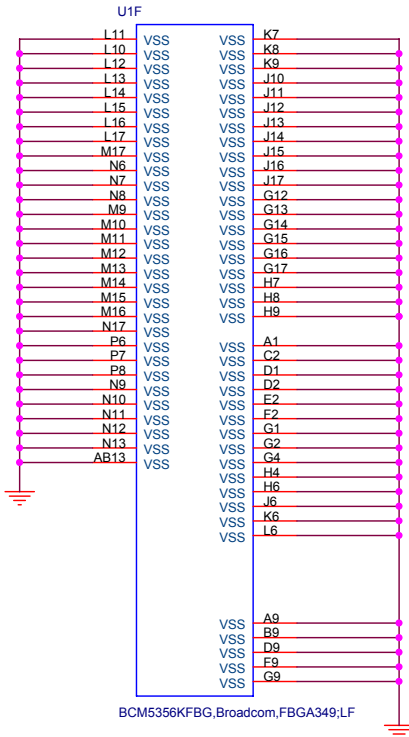 U1F
L11 VSS VSS K7
L10 VSS VSS K8
L12 VSS VSS K9
L13 VSS VSS J10
L14 VSS VSS J11
L15 VSS VSS J12
L16 VSS VSS J13
L17 VSS VSS J14
M17 VSS VSS J15
N6 VSS VSS J16
N7 VSS VSS J17
N8 VSS VSS G12
M9 VSS VSS G13
M10 VSS VSS G14
M11 VSS VSS G15
M12 VSS VSS G16
M13 VSS VSS G17
M14 VSS VSS H7
M15 VSS VSS H8
M16 VSS VSS H9
N17 VSS
P6 VSS VSS A1
P7 VSS VSS C2
P8 VSS VSS D1
N9 VSS VSS D2
N10 VSS VSS E2
N11 VSS VSS F2
N12 VSS VSS G1
N13 VSS VSS G2
AB13 VSS VSS G4
VSS H4
VSS H6
VSS J6
VSS K6
VSS L6
VSS A9
VSS B9
VSS D9
VSS F9
VSS G9
BCM5356KFBG,Broadcom,FBGA349;LF